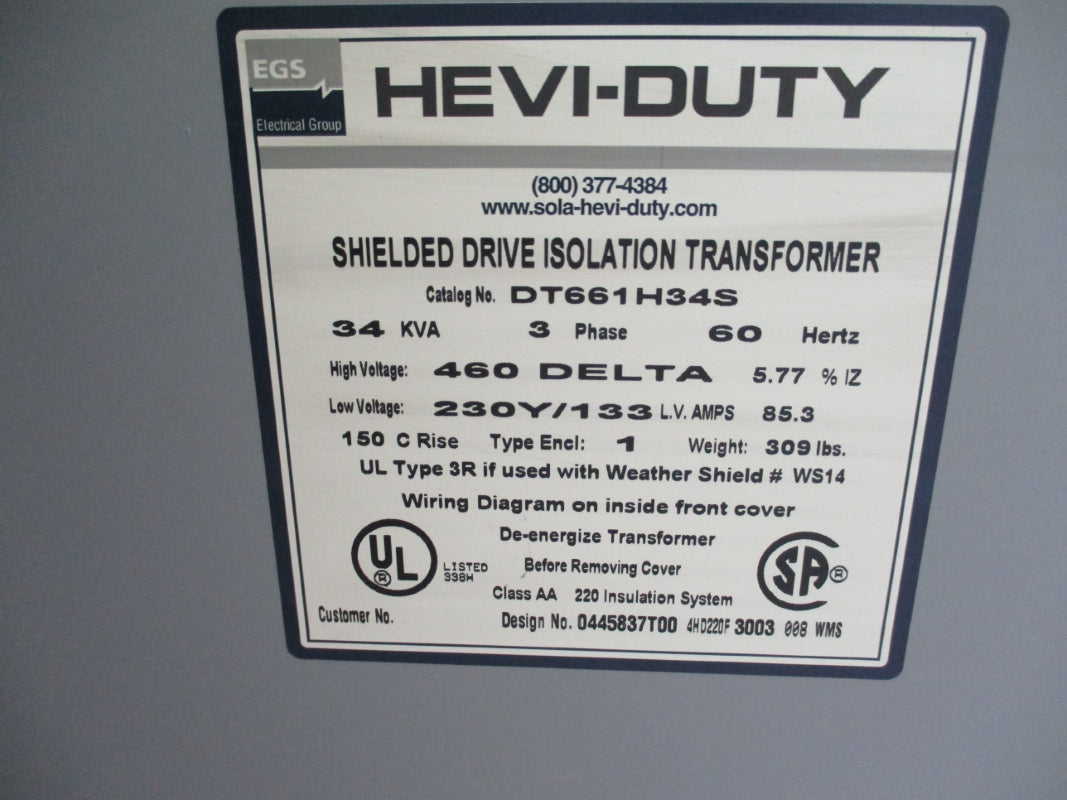 EGS
Electrical Group
HEVI-DUTY
(800) 377-4384
www.sola-hevi-duty.com
SHIELDED DRIVE ISOLATION TRANSFORMER
Catalog No. DT661H34S
34 KVA 3 Phase 60 Hertz
High Voltage: 460 DELTA 5.77 % IZ
Low Voltage: 230Y/133 L.V. AMPS 85.3
150 C Rise Type Encl: 1 Weight: 309 lbs.
UL Type 3R if used with Weather Shield # WS14
Wiring Diagram on inside front cover
De-energize Transformer
UL ® LISTED 338H
Before Removing Cover
SA ®
Class AA 220 Insulation System
Customer No.
Design No. 0445837T00 4HD220F 3003 008 WMS